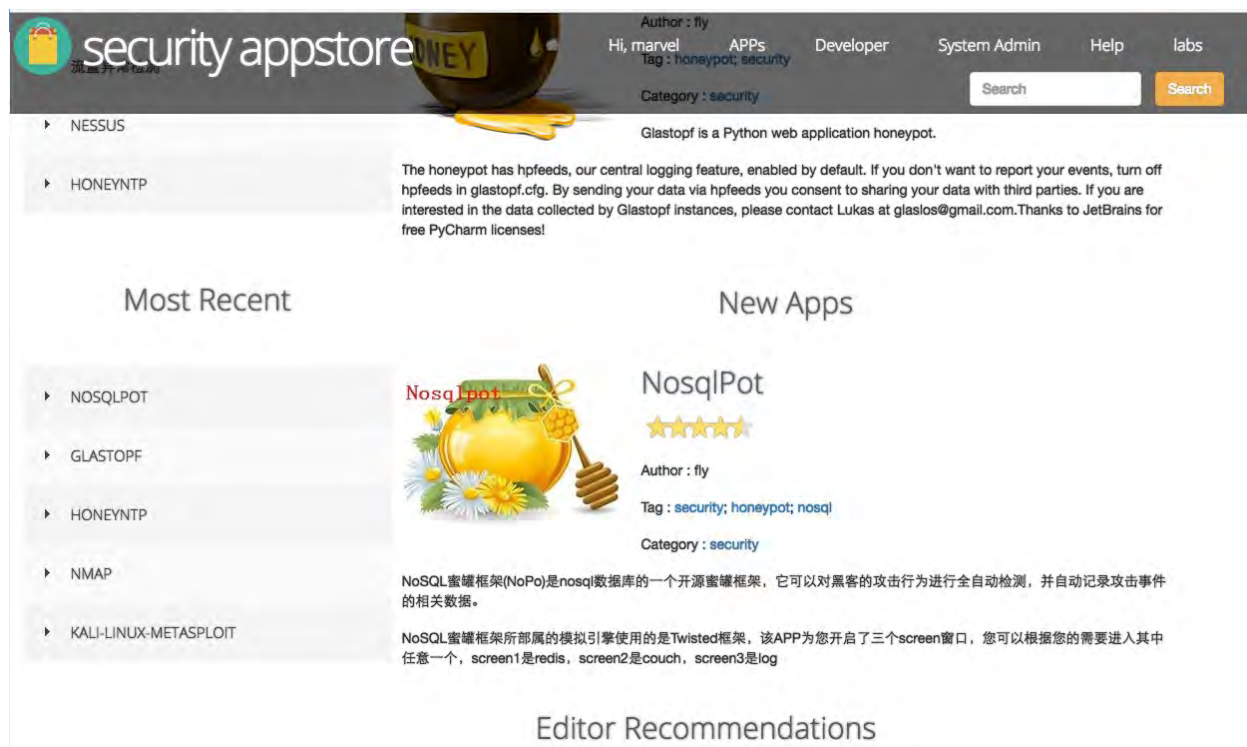 security appstore
Hi, marvel
APPs
Developer
System Admin
Help
labs
Search
Search
HONEY
Author : fly
Tag : honeypot; security
Category : security
Glastopf is a Python web application honeypot.
The honeypot has hpfeeds, our central logging feature, enabled by default. If you don't want to report your events, turn off
hpfeeds in glastopf.cfg. By sending your data via hpfeeds you consent to sharing your data with third parties. If you are
interested in the data collected by Glastopf instances, please contact Lukas at glaslos@gmail.com.Thanks to JetBrains for
free PyCharm licenses!
流量异常检测
NESSUS
HONEYNTP
Most Recent
NOSQLPOT
GLASTOPF
HONEYNTP
NMAP
KALI-LINUX-METASPLOIT
New Apps
Nosqlpot
NosqlPot
Author : fly
Tag : security; honeypot; nosql
Category : security
NoSQL蜜罐框架(NoPo)是nosql数据库的一个开源蜜罐框架，它可以对黑客的攻击行为进行全自动检测，并自动记录攻击事件
的相关数据。
NoSQL蜜罐框架所部属的模拟引擎使用的是Twisted框架，该APP为您开启了三个screen窗口，您可以根据您的需要进入其中
任意一个，screen1是redis，screen2是couch，screen3是log
Editor Recommendations